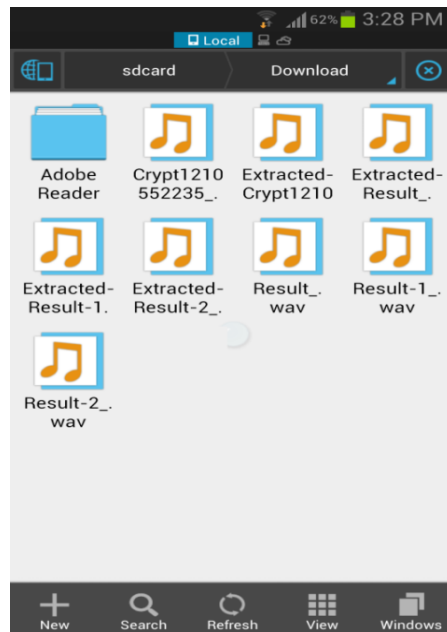 62% 3:28 PM
Local
sdcard Download
Adobe Reader
Crypt1210
552235_.
Extracted-
Crypt1210
Extracted-
Result_.
Extracted-
Result-1.
Extracted-
Result-2_.
Result_.
wav
Result-1_.
wav
Result-2_.
wav
New Search Refresh View Windows